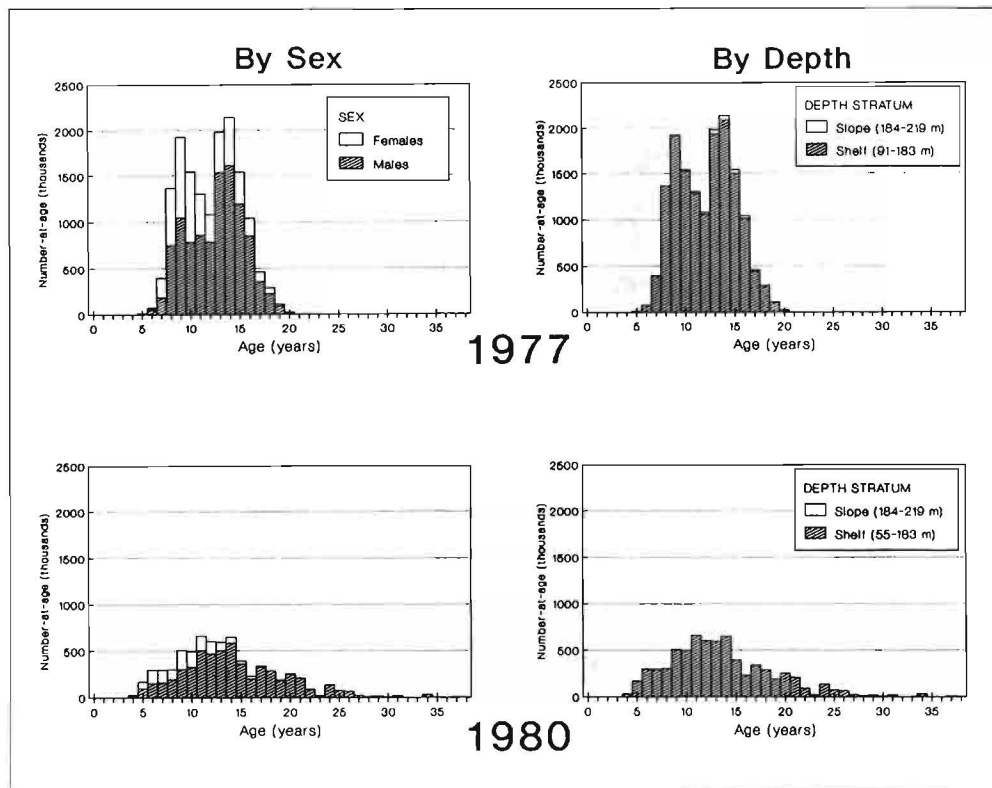 By Sex
By Depth
Number-at-age (thousands)
2500
2000
1500
1000
500
0
SEX
Females
Males
0 5 10 15 20 25 30 35
Age (years)
Number-at-age (thousands)
2500
2000
1500
1000
500
0
DEPTH STRATUM
Slope (184-219 m)
Shelf (91-183 m)
0 5 10 15 20 25 30 35
Age (years)
1977
Number-at-age (thousands)
2500
2000
1500
1000
500
0
0 5 10 15 20 25 30 35
Age (years)
Number-at-age (thousands)
2500
2000
1500
1000
500
0
DEPTH STRATUM
Slope (184-219 m)
Shelf (55-183 m)
0 5 10 15 20 25 30 35
Age (years)
1980